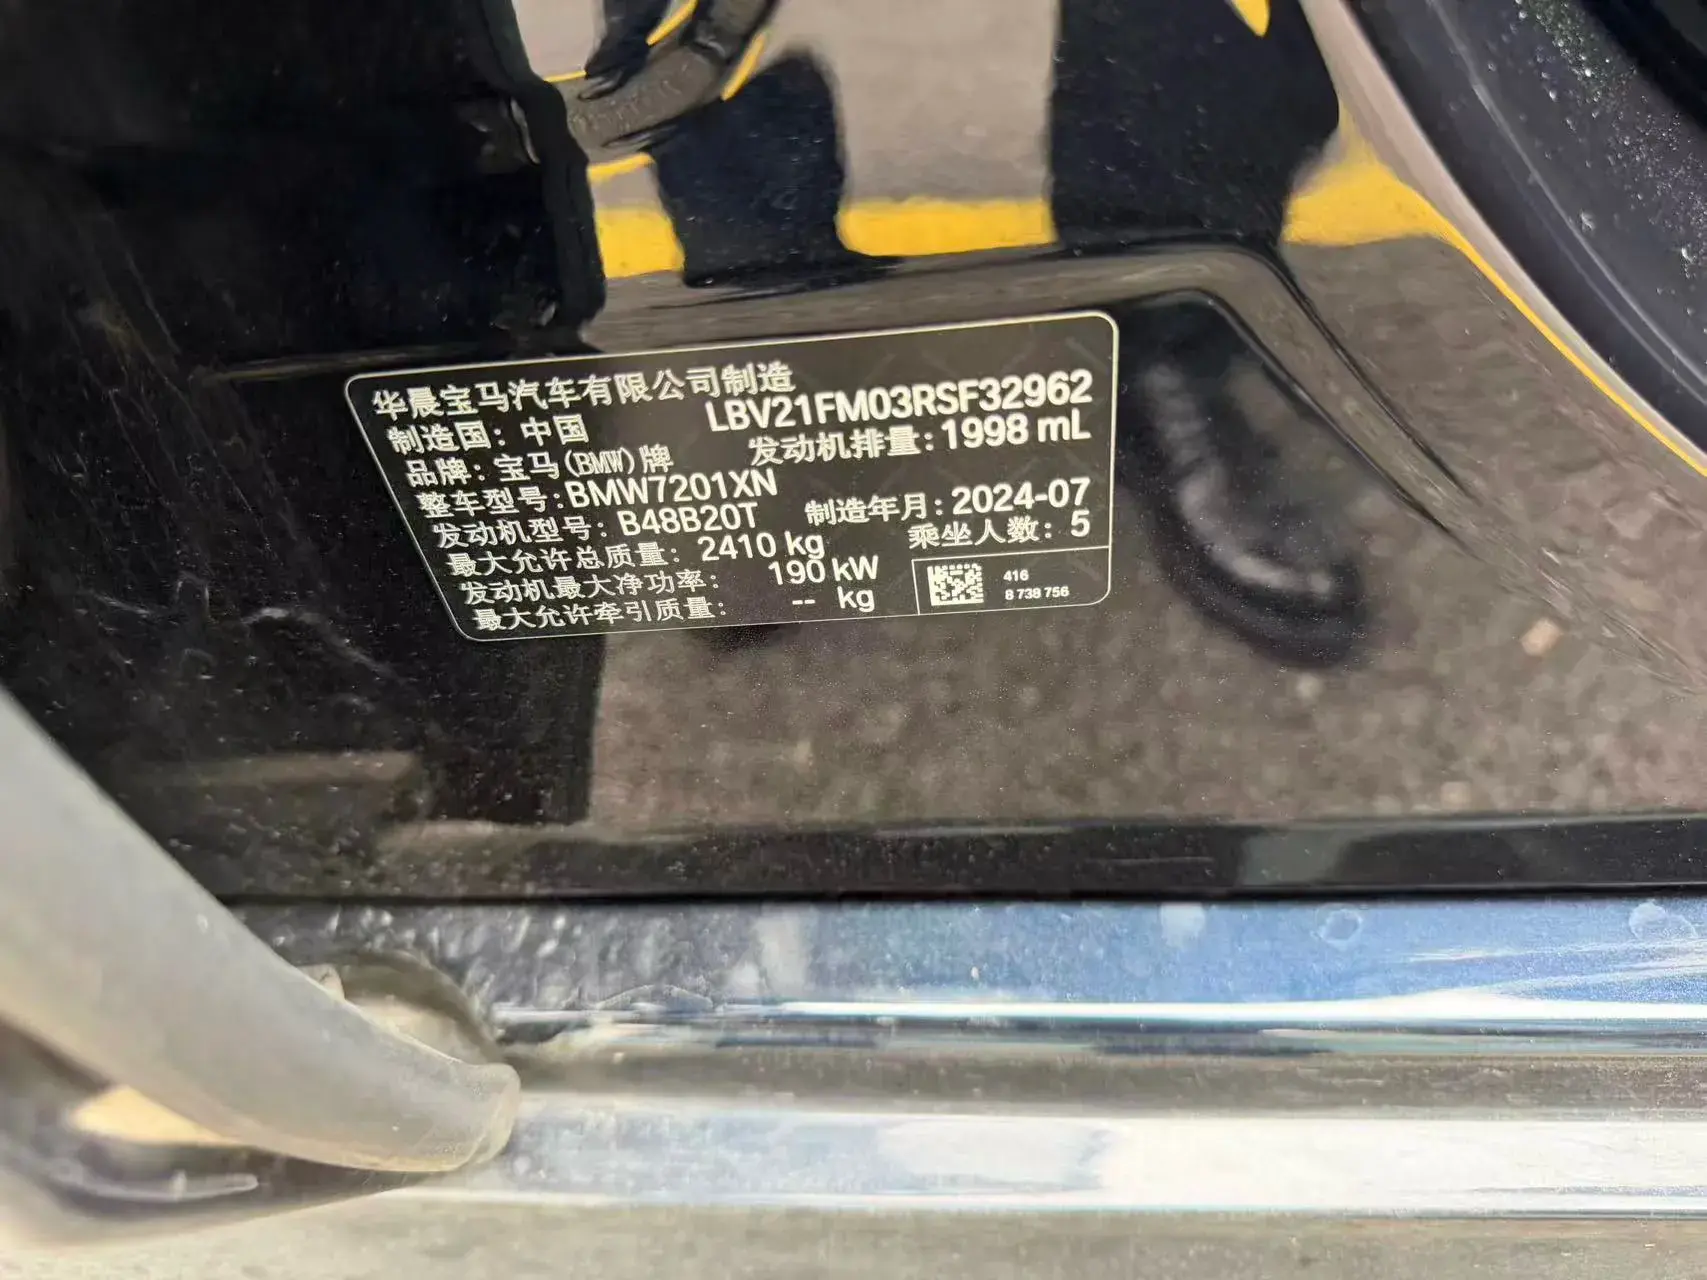 华晨宝马汽车有限公司制造
LBV21FM03RSF32962
制造国：中国
发动机排量：1998 mL
品牌：宝马(BMW)牌
整车型号：BMW7201XN
制造年月：2024-07
发动机型号：B48B20T
乘坐人数：5
最大允许总质量：2410 kg
发动机最大净功率：190 kW
最大允许牵引质量：-- kg
416
8 738 756